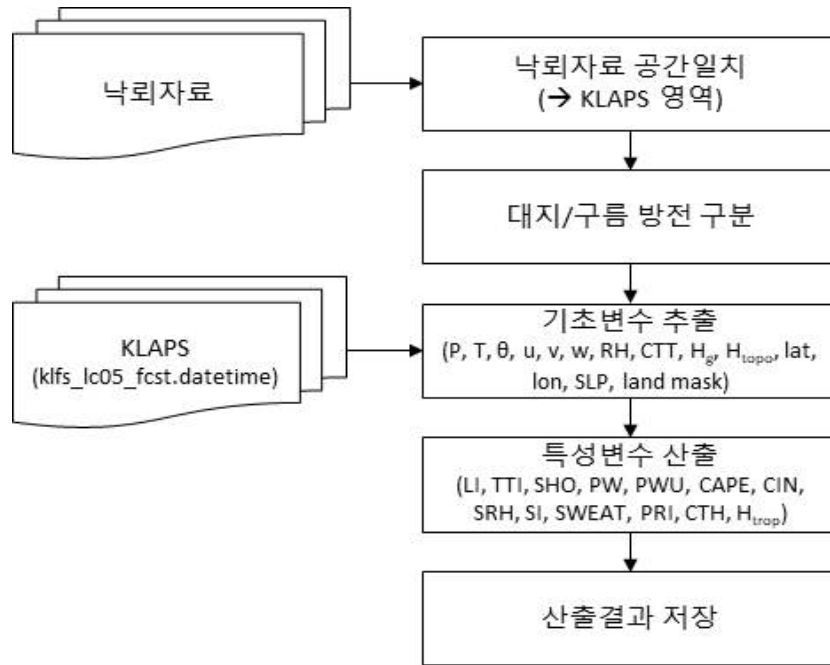 낙뢰자료
낙뢰자료 공간일치
(→ KLAPS 영역)
대지/구름 방전 구분
KLAPS
(klfs_lc05_fcst.datetime)
기초변수 추출
(P, T, θ, u, v, w, RH, CTT, Hg, Htopo, lat,
lon, SLP, land mask)
특성변수 산출
(LI, TTI, SHO, PW, PWU, CAPE, CIN,
SRH, SI, SWEAT, PRI, CTH, Htrop)
산출결과 저장